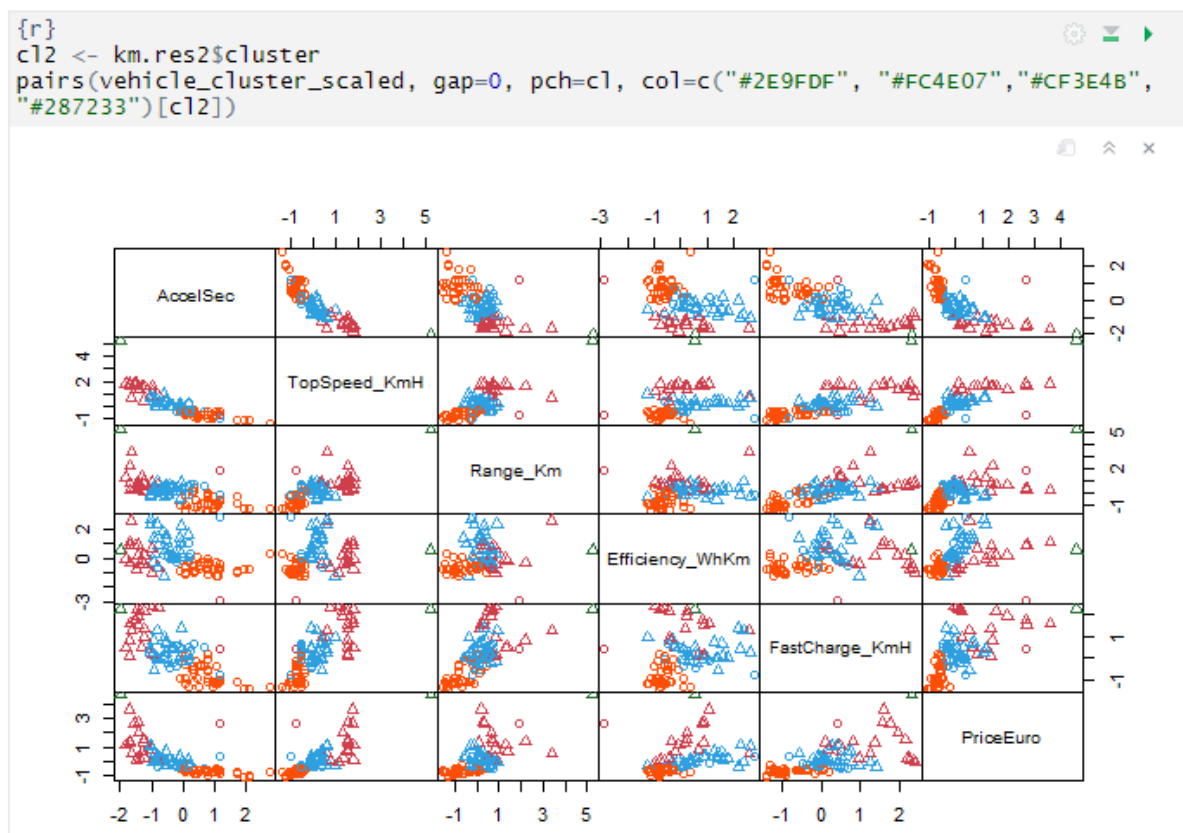 {r}
cl2 <- km.res2$cluster
pairs(vehicle_cluster_scaled, gap=0, pch=cl, col=c("#2E9FDF", "#FC4E07","#CF3E4B",
"#287233")[cl2])
-1 1 3 5 -3 -1 1 2 -1 1 2 3 4
AccelSec 2 0 -2
4 2 -1 TopSpeed_KmH
Range_Km 5 2 -1
2 0 -3 Efficiency_WhKm
FastCharge_KmH 1 -1
3 1 -1 PriceEuro
-2 -1 0 1 2 -1 1 3 5 -1 0 1 2